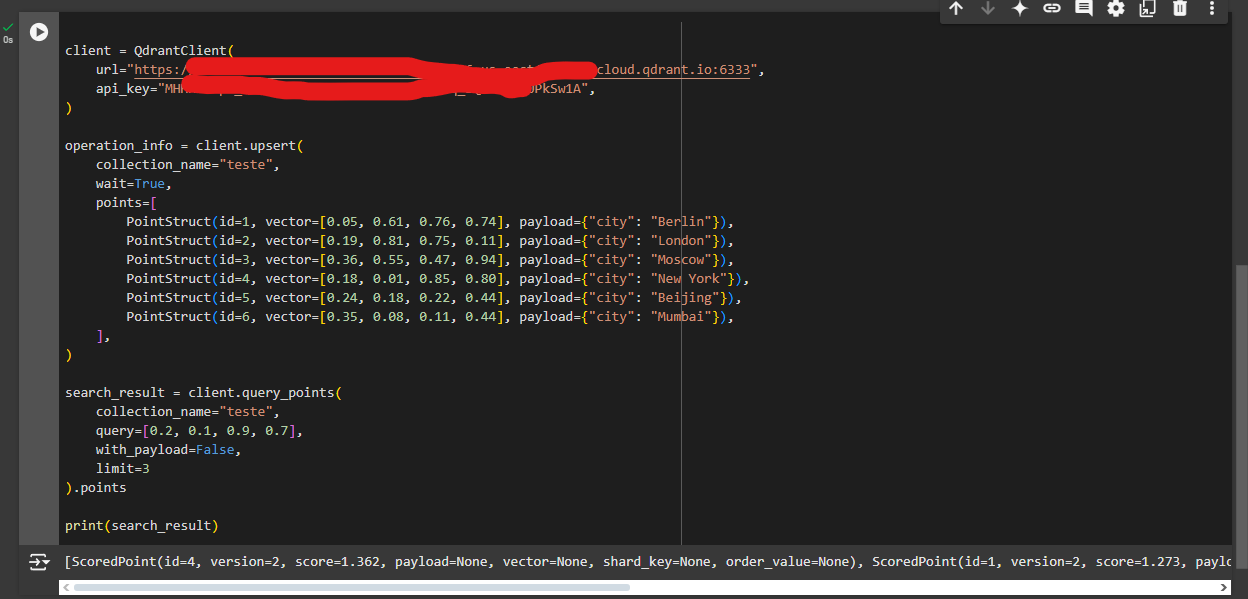 0s
client = QdrantClient(
url="https:/ cloud.qdrant.io:6333",
api_key="MH PkSw1A",
)
operation_info = client.upsert(
collection_name="teste",
wait=True,
points=[
PointStruct(id=1, vector=[0.05, 0.61, 0.76, 0.74], payload={"city": "Berlin"}),
PointStruct(id=2, vector=[0.19, 0.81, 0.75, 0.11], payload={"city": "London"}),
PointStruct(id=3, vector=[0.36, 0.55, 0.47, 0.94], payload={"city": "Moscow"}),
PointStruct(id=4, vector=[0.18, 0.01, 0.85, 0.80], payload={"city": "New York"}),
PointStruct(id=5, vector=[0.24, 0.18, 0.22, 0.44], payload={"city": "Beijing"}),
PointStruct(id=6, vector=[0.35, 0.08, 0.11, 0.44], payload={"city": "Mumbai"}),
],
)
search_result = client.query_points(
collection_name="teste",
query=[0.2, 0.1, 0.9, 0.7],
with_payload=False,
limit=3
).points
print(search_result)
[ScoredPoint(id=4, version=2, score=1.362, payload=None, vector=None, shard_key=None, order_value=None), ScoredPoint(id=1, version=2, score=1.273, paylo